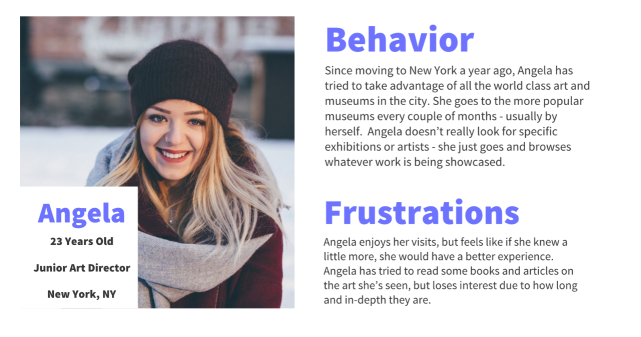 Behavior
Since moving to New York a year ago, Angela has
tried to take advantage of all the world class art and
museums in the city. She goes to the more popular
museums every couple of months - usually by
herself.  Angela doesn’t really look for specific
exhibitions or artists - she just goes and browses
whatever work is being showcased.
Angela
23 Years Old
Junior Art Director
New York, NY
Frustrations
Angela enjoys her visits, but feels like if she knew a
little more, she would have a better experience.
Angela has tried to read some books and articles on
the art she’s seen, but loses interest due to how long
and in-depth they are.